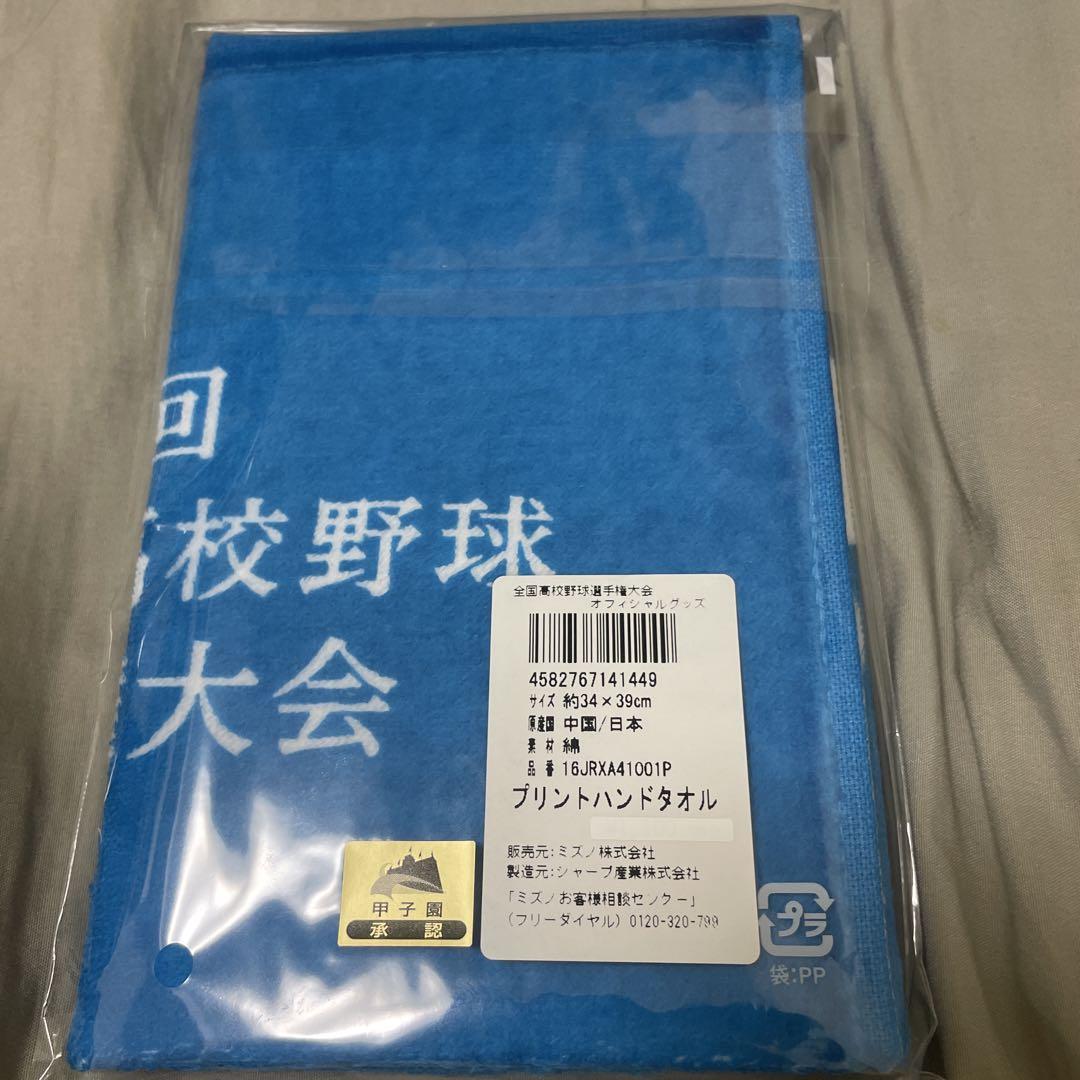 回
高校野球
大会
全国高校野球選手権大会
オフィシャルグッズ
4582767141449
サイズ 約34×39cm
原産国 中国/日本
素材 綿
品番 16JRXA41001P
プリントハンドタオル
販売元:ミズノ株式会社
製造元:シャープ産業株式会社
「ミズノお客様相談センター」
(フリーダイヤル) 0120-320-799
甲子園
承認
プラ
袋:PP